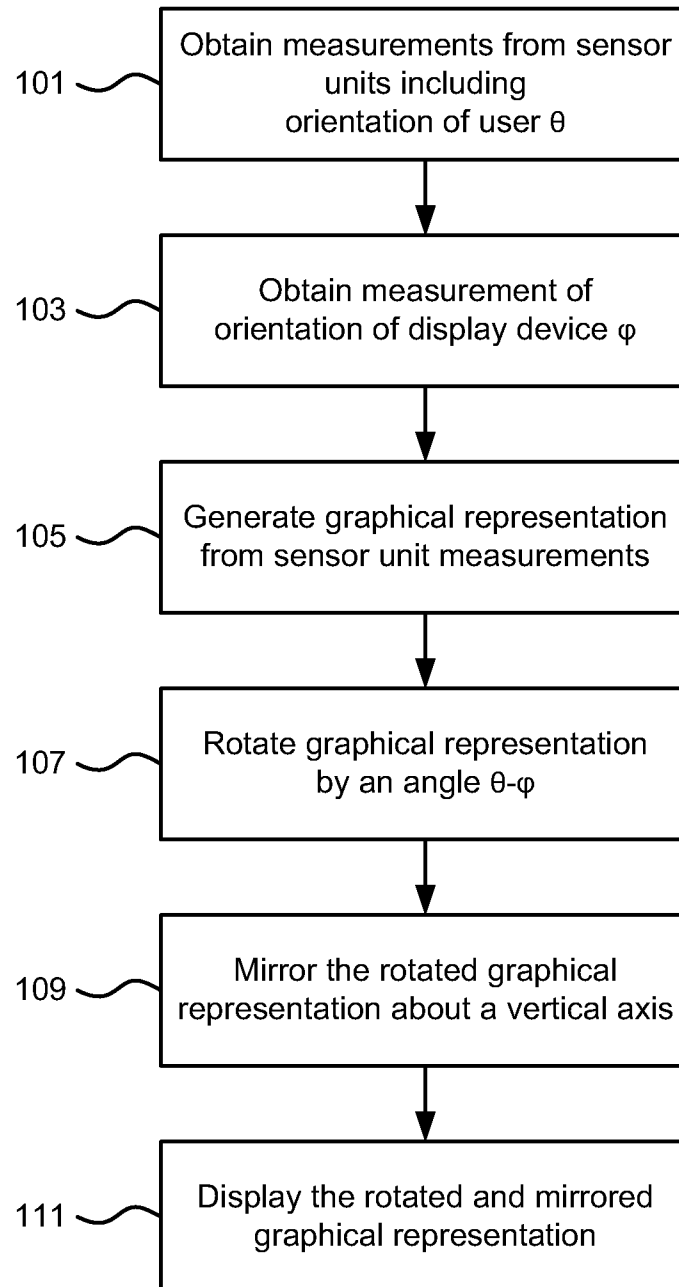 101
Obtain measurements from sensor
units including
orientation of user θ
103
Obtain measurement of
orientation of display device φ
105
Generate graphical representation
from sensor unit measurements
107
Rotate graphical representation
by an angle θ-φ
109
Mirror the rotated graphical
representation about a vertical axis
111
Display the rotated and mirrored
graphical representation